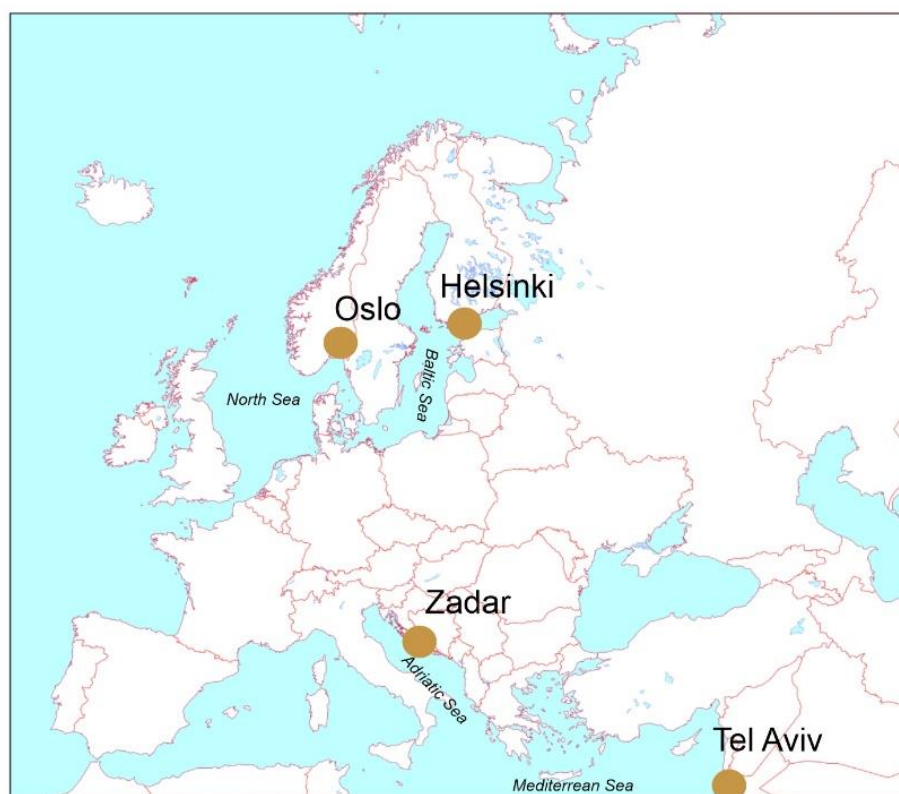 Helsinki
Oslo
Baltic Sea
North Sea
Zadar
Adriatic Sea
Tel Aviv
Mediterrean Sea